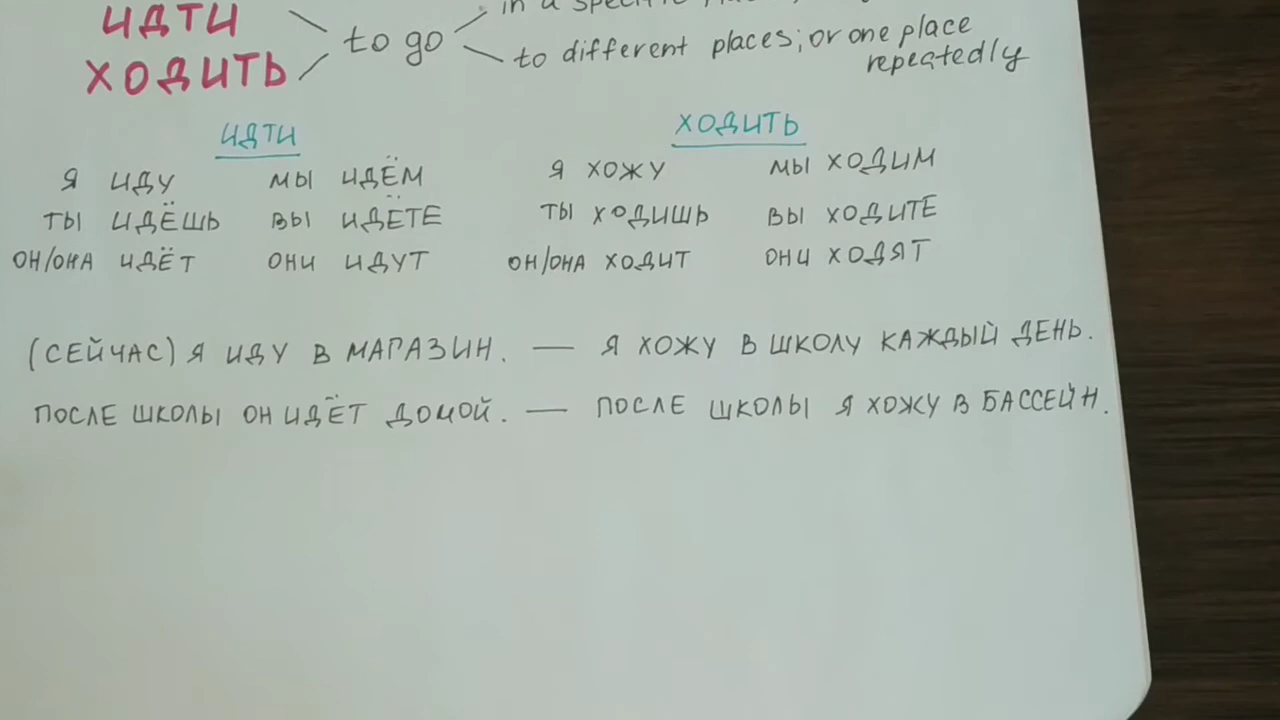 in a specific
ИДТИ
to go
to different places; or one place
repeatedly
ХОДИТЬ
ИДТИ
ХОДИТЬ
Я ИДУ МЫ ИДЁМ Я ХОЖУ МЫ ХОДИМ
ТЫ ИДЁШЬ ВЫ ИДЁТЕ ТЫ ХОДИШЬ ВЫ ХОДИТЕ
ОН/ОНА ИДЁТ ОНИ ИДУТ ОН/ОНА ХОДИТ ОНИ ХОДЯТ
(СЕЙЧАС) Я ИДУ В МАГАЗИН. — Я ХОЖУ В ШКОЛУ КАЖДЫЙ ДЕНЬ.
ПОСЛЕ ШКОЛЫ ОН ИДЁТ ДОМОЙ. — ПОСЛЕ ШКОЛЫ Я ХОЖУ В БАССЕЙН.